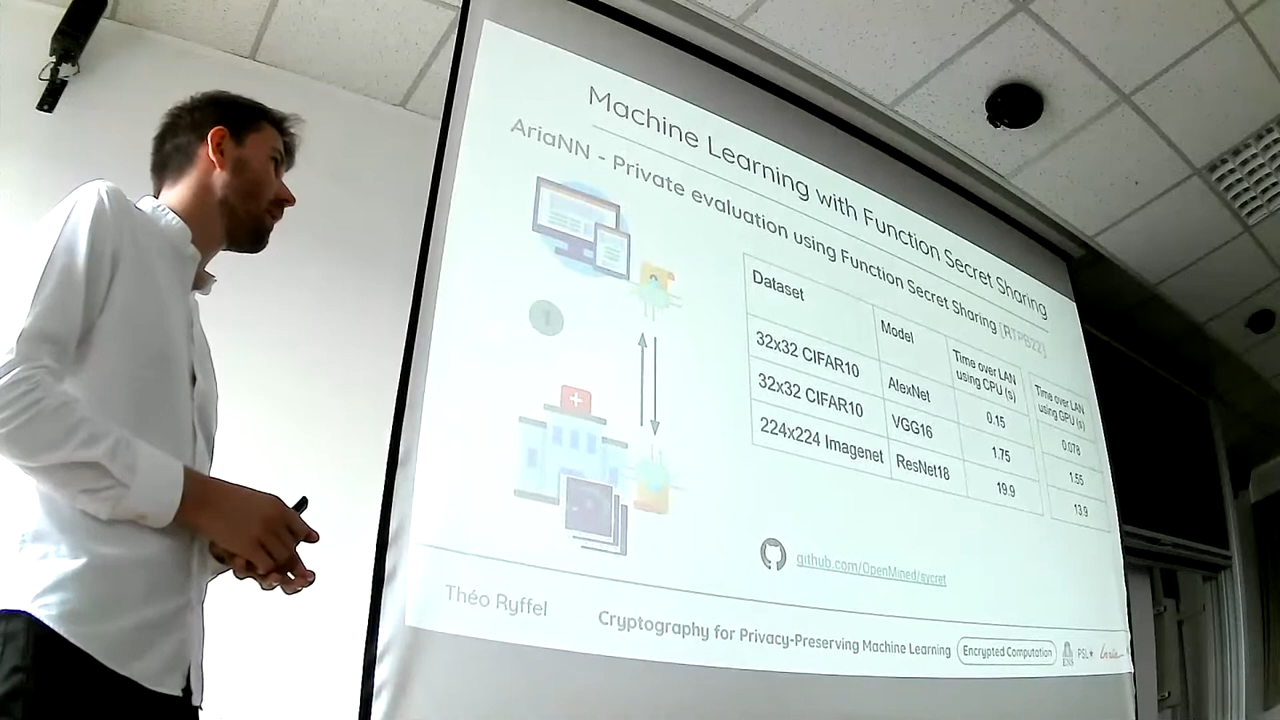 Machine Learning with Function Secret Sharing
AriaNN - Private evaluation using Function Secret Sharing [RTPB22]
Dataset Model Time over LAN using CPU (s) Time over LAN using GPU (s)
32x32 CIFAR10 AlexNet 0.15 0.078
32x32 CIFAR10 VGG16 1.75 1.55
224x224 Imagenet ResNet18 19.9 13.9
github.com/OpenMined/sycret
Théo Ryffel Cryptography for Privacy-Preserving Machine Learning Encrypted Computation ENS PSL Inria